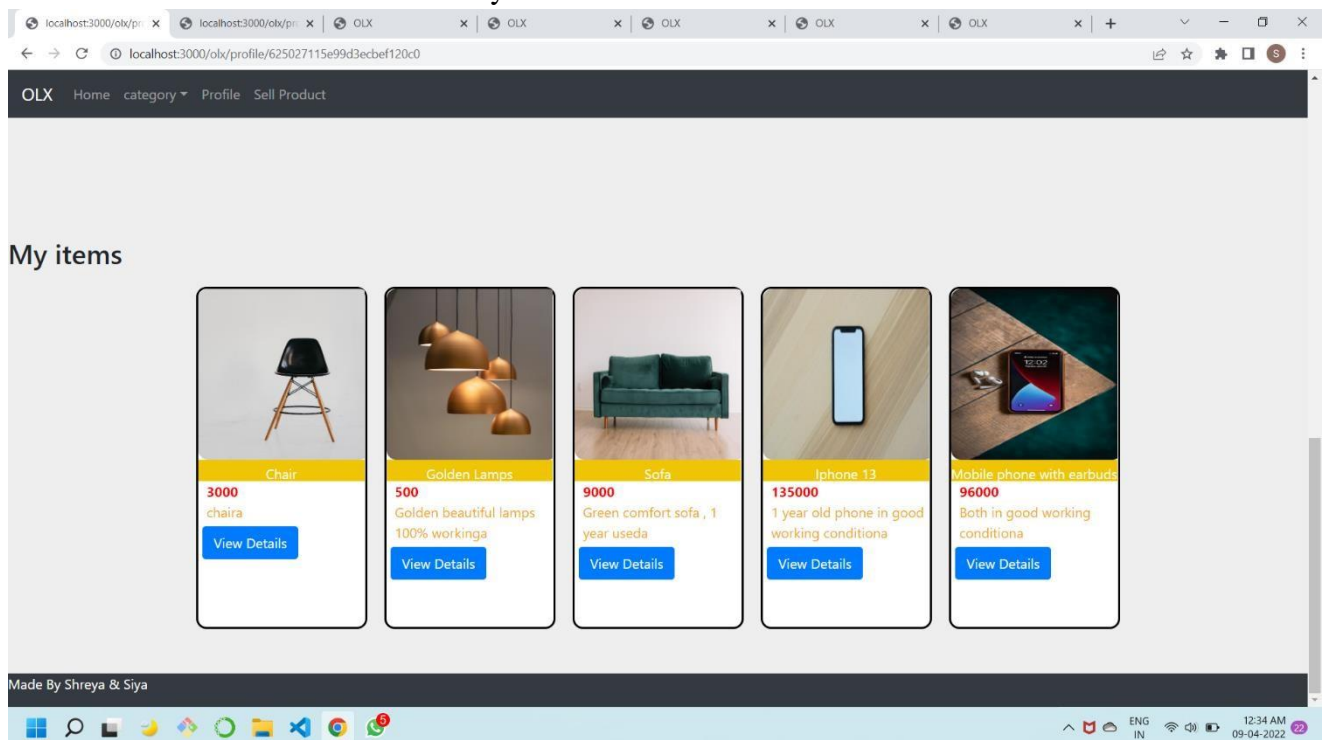 y
localhost:3000/olx/pr
localhost:3000/olx/pr
OLX
OLX
OLX
OLX
OLX
localhost:3000/olx/profile/625027115e99d3ecbef120c0
S
OLX Home category Profile Sell Product
My items
Chair
3000
chaira
View Details
Golden Lamps
500
Golden beautiful lamps
100% workinga
View Details
Sofa
9000
Green comfort sofa , 1
year useda
View Details
Iphone 13
135000
1 year old phone in good
working conditiona
View Details
12:02
Mobile phone with earbuds
96000
Both in good working
conditiona
View Details
Made By Shreya & Siya
5
ENG
IN
12:34 AM
09-04-2022
22